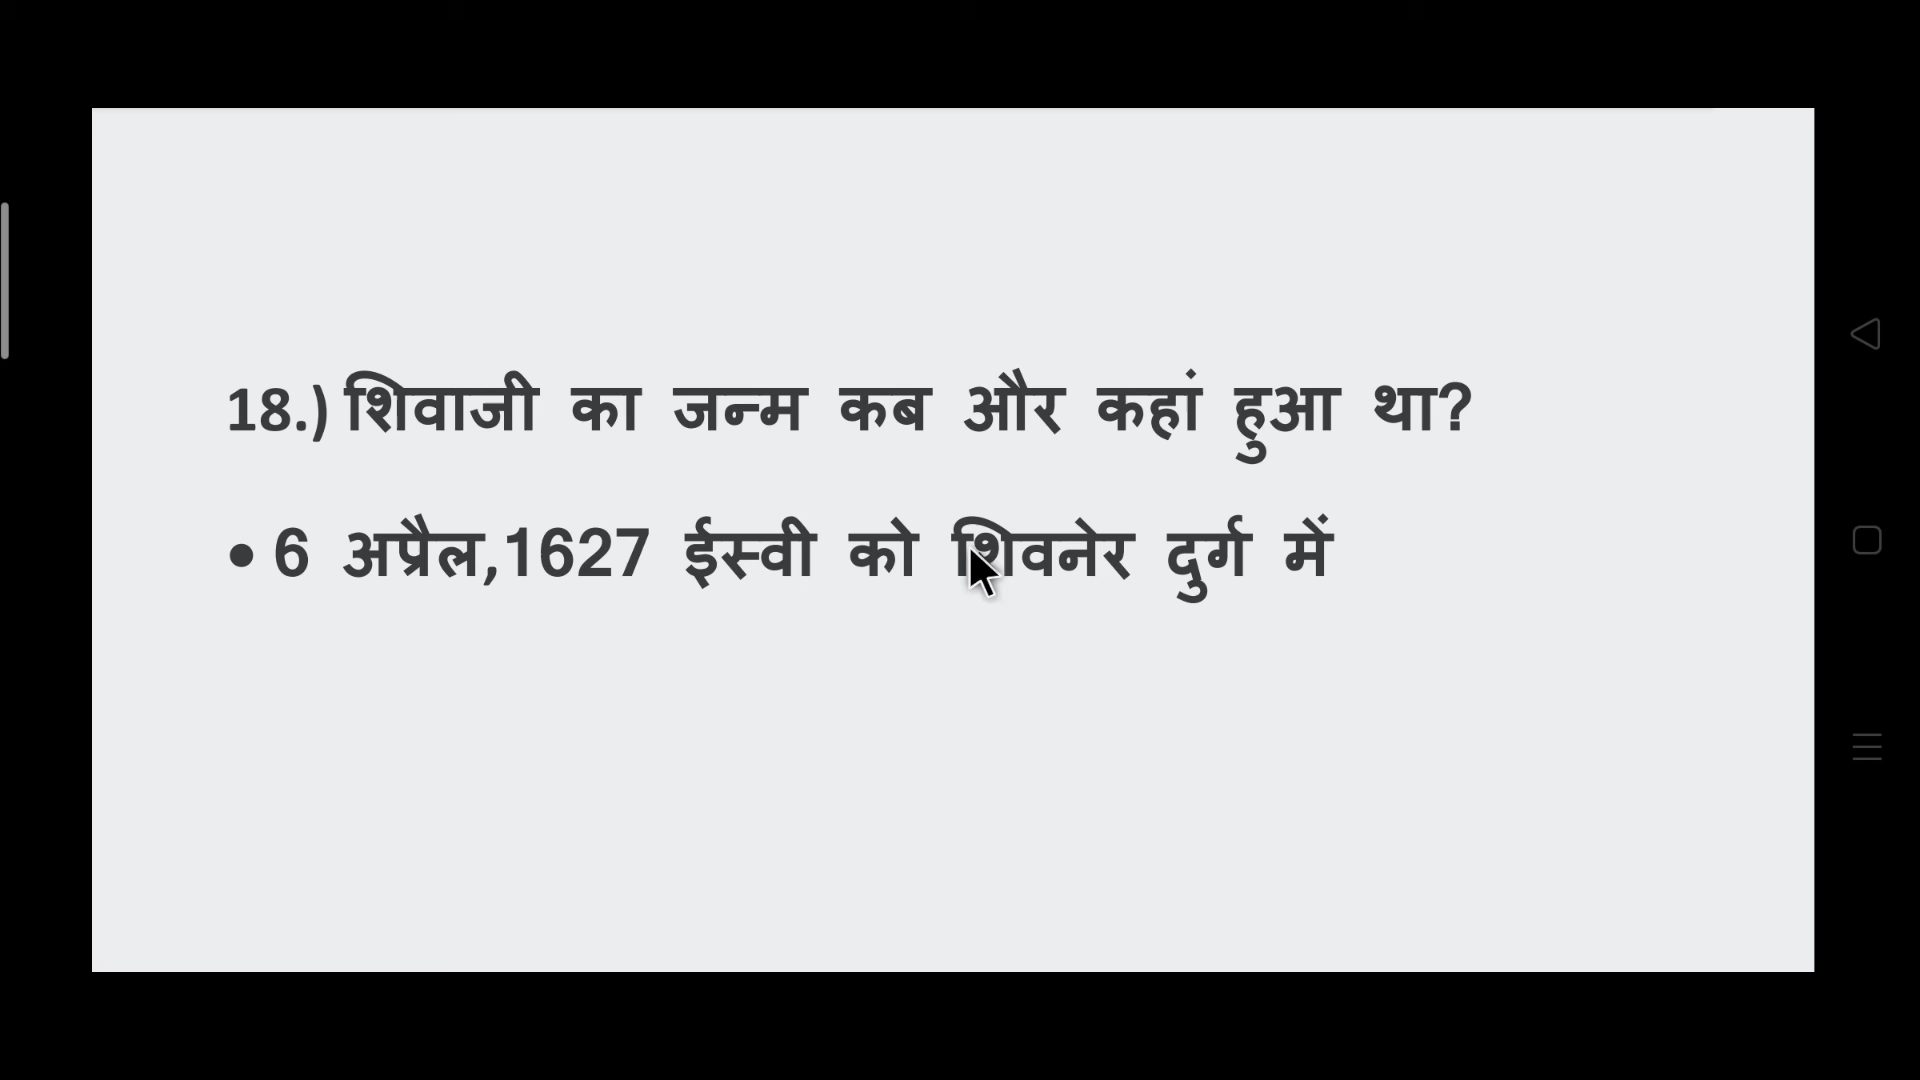 18.) शिवाजी का जन्म कब और कहां हुआ था?
• 6 अप्रैल,1627 ईस्वी को शिवनेर दुर्ग में